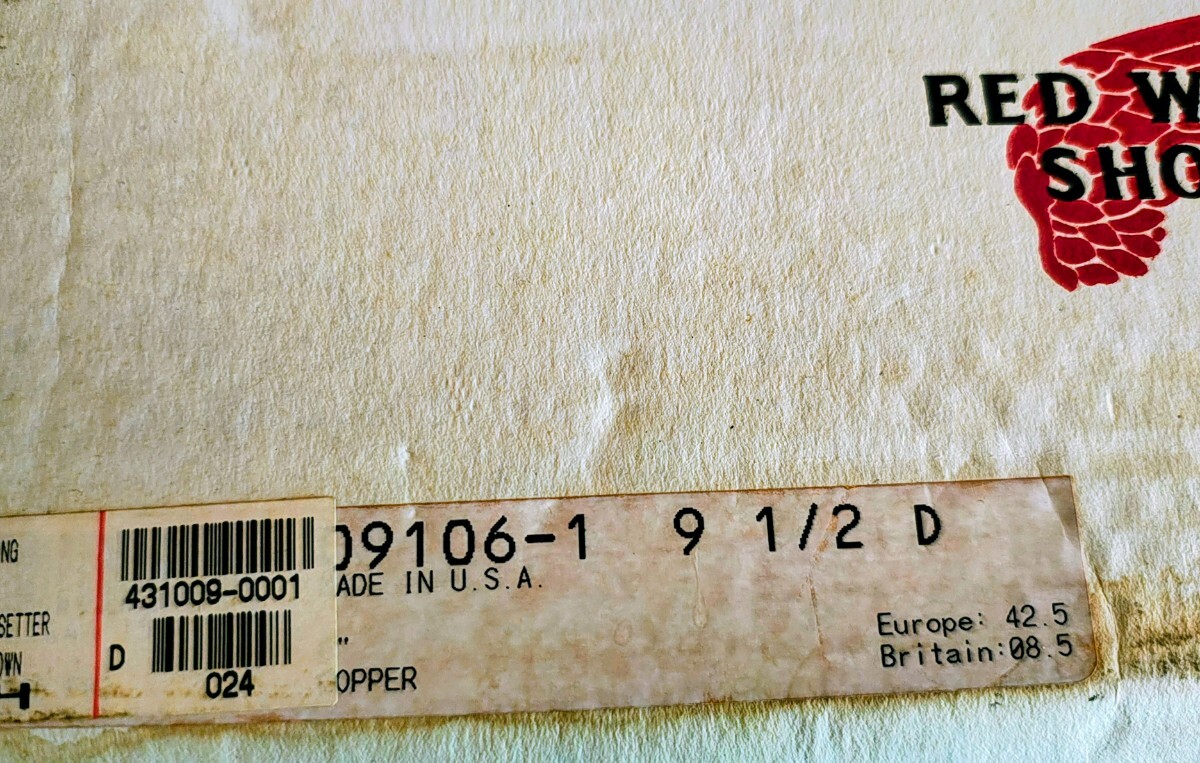 RED W
SHO
09106-1 9 1/2 D
ADE IN U.S.A.
"
OPPER
Europe: 42.5
Britain:08.5
NG
SETTER
OWN
431009-0001
D
024